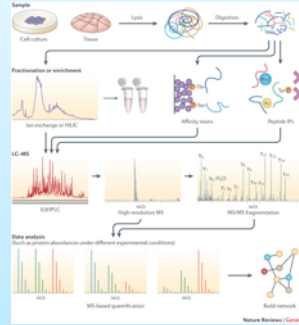 Sample
Lysis
Digestion
Cell culture
Tissue
Fractionation or enrichment
Ion exchange or HILIC
Affinity resins
Peptide IPs
LC–MS
m/z
m/z
High-resolution MS
MS/MS fragmentation
Data analysis
(Such as protein abundances under different experimental conditions)
m/z
m/z
m/z
MS-based quantification
Build network
Nature Reviews |